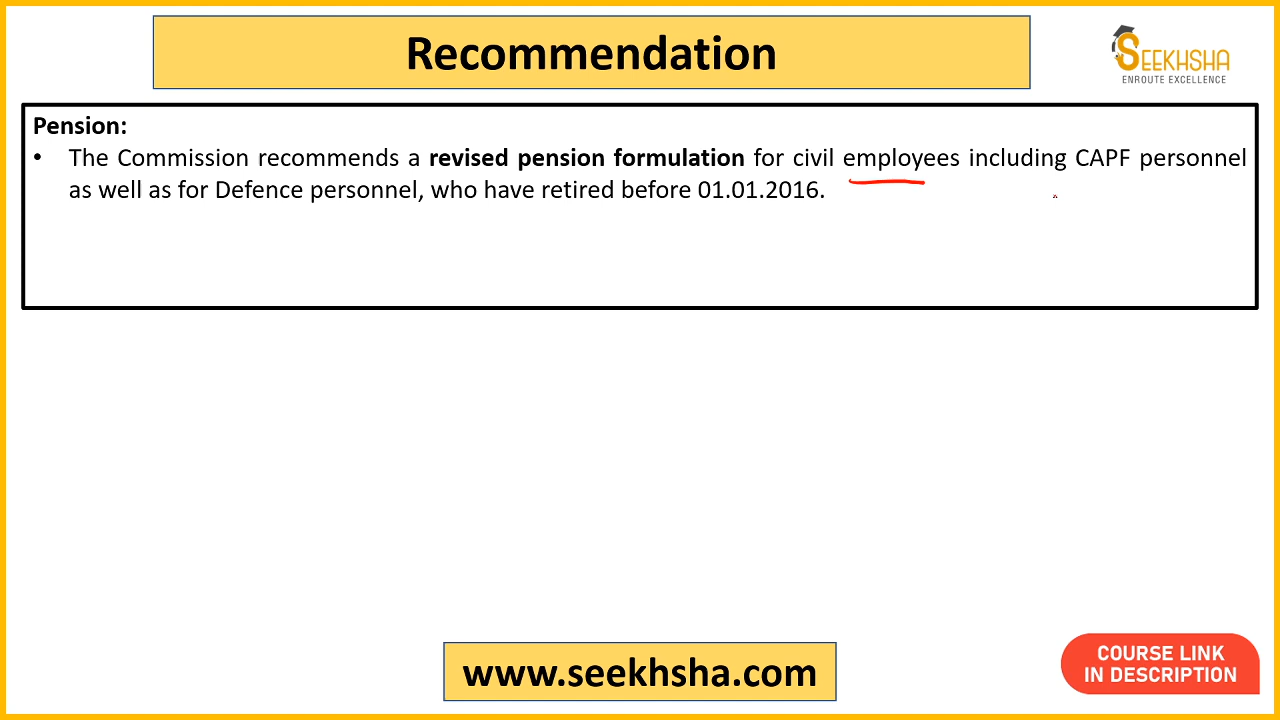 Recommendation
SEEKHSHA
ENROUTE EXCELLENCE
Pension:
• The Commission recommends a revised pension formulation for civil employees including CAPF personnel
as well as for Defence personnel, who have retired before 01.01.2016.
www.seekhsha.com
COURSE LINK
IN DESCRIPTION